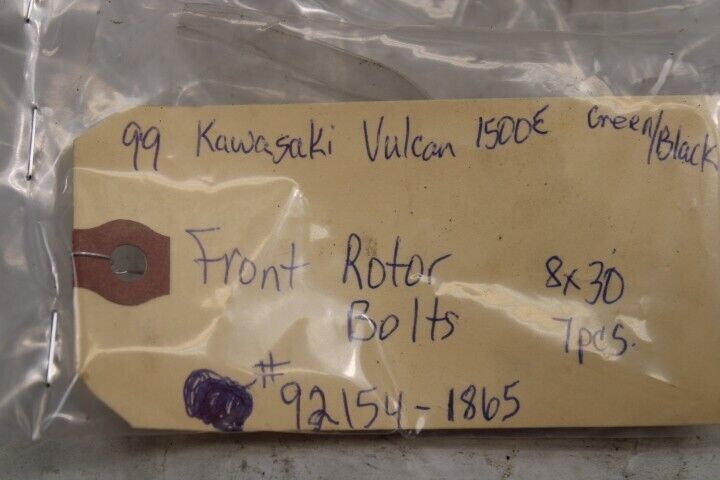 99 Kawasaki Vulcan 1500E Green/Black
Front Rotor 8x30
Bolts 7pcs.
#92154-1865